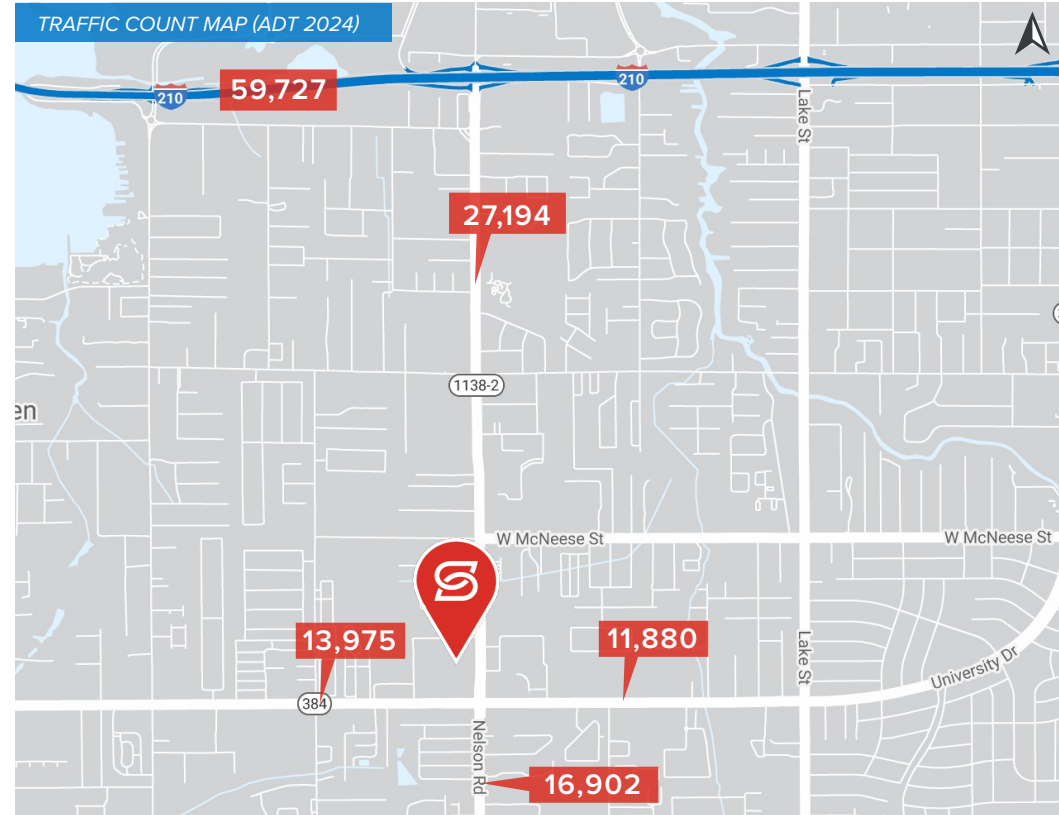 TRAFFIC COUNT MAP (ADT 2024)
210
59,727
210
Lake St
27,194
1138-2
en
W McNeese St
W McNeese St
13,975
11,880
Lake St
University Dr
384
Nelson Rd
16,902